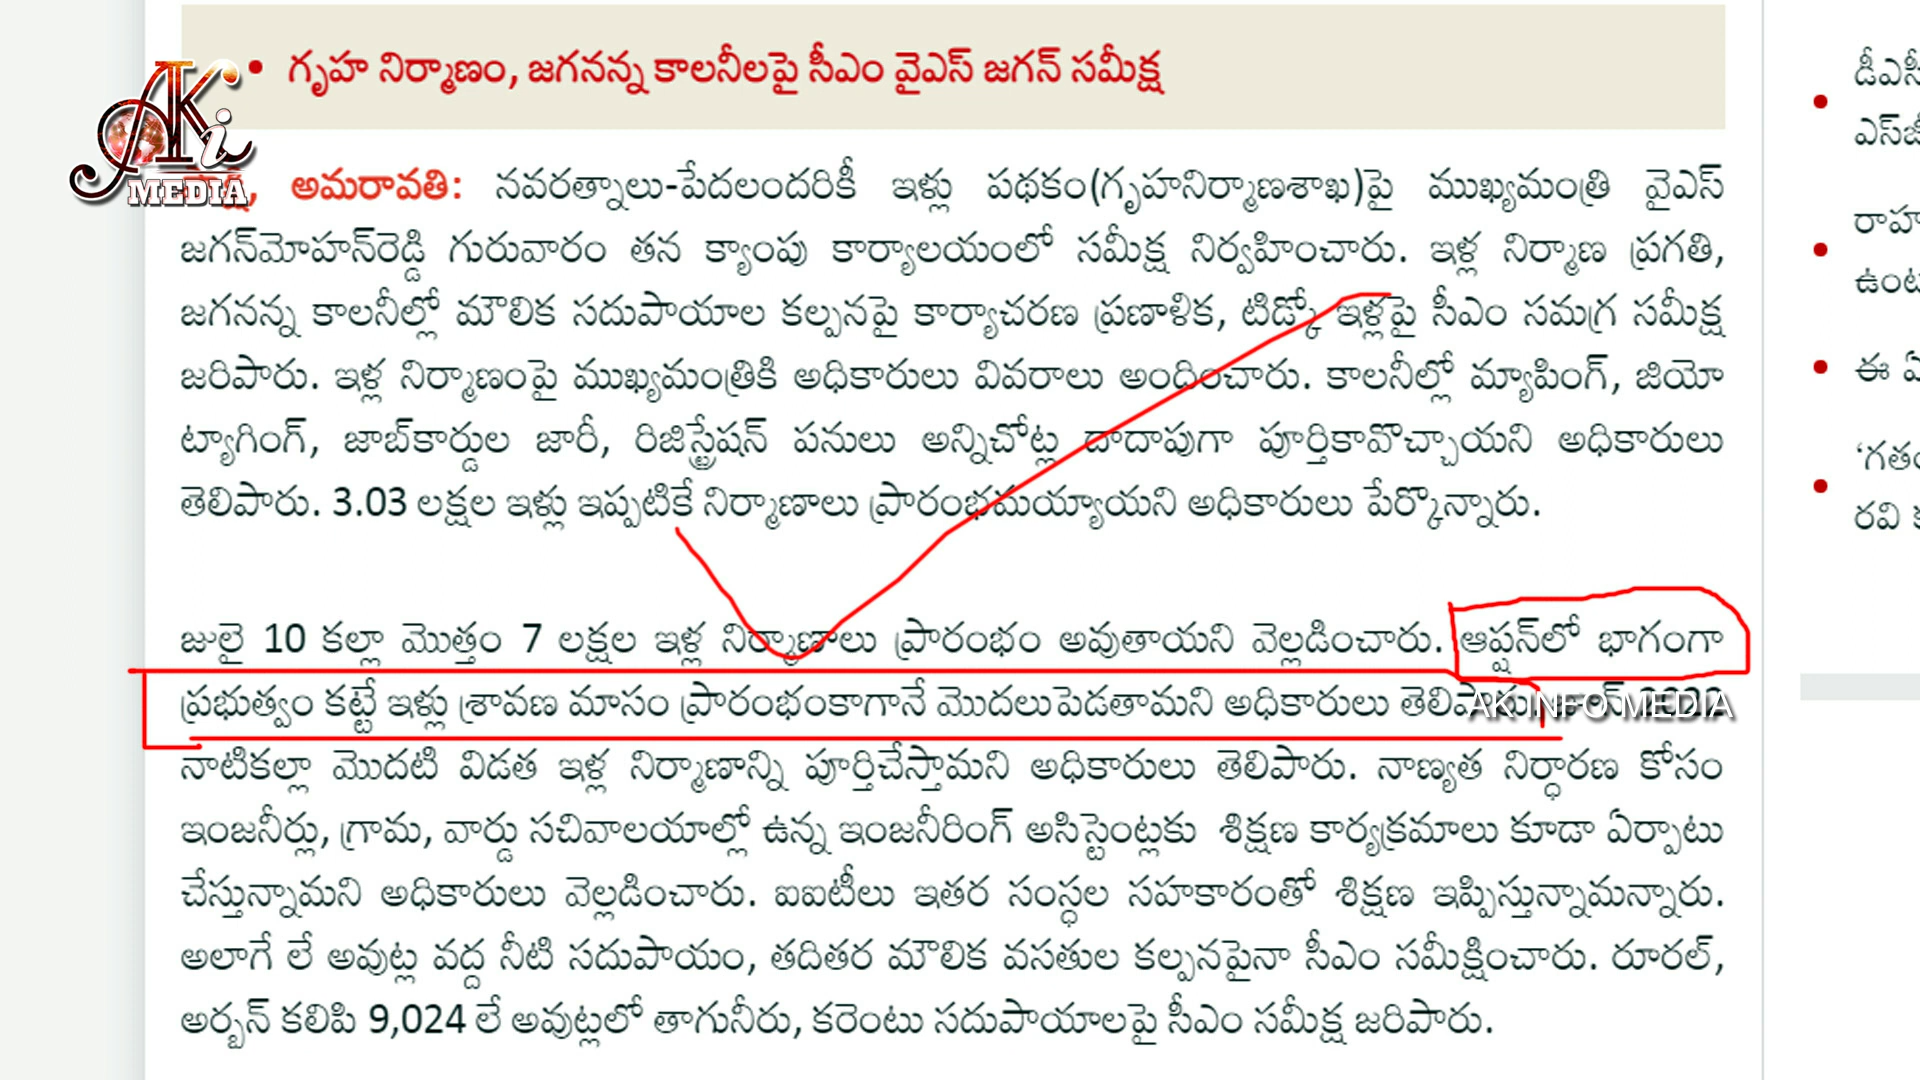 గృహ నిర్మాణం, జగనన్న కాలనీలపై సీఎం వైఎస్ జగన్ సమీక్ష
AKi
MEDIA
అమరావతి: నవరత్నాలు-పేదలందరికీ ఇళ్లు పథకం(గృహనిర్మాణశాఖ)పై ముఖ్యమంత్రి వైఎస్
జగన్‌మోహన్‌రెడ్డి గురువారం తన క్యాంపు కార్యాలయంలో సమీక్ష నిర్వహించారు. ఇళ్ల నిర్మాణ ప్రగతి,
జగనన్న కాలనీల్లో మౌలిక సదుపాయాల కల్పనపై కార్యాచరణ ప్రణాళిక, టిడ్కో ఇళ్లపై సీఎం సమగ్ర సమీక్ష
జరిపారు. ఇళ్ల నిర్మాణంపై ముఖ్యమంత్రికి అధికారులు వివరాలు అందించారు. కాలనీల్లో మ్యాపింగ్, జియో
ట్యాగింగ్, జాబ్‌కార్డుల జారీ, రిజిస్ట్రేషన్ పనులు అన్నిచోట్ల దాదాపుగా పూర్తికావొచ్చాయని అధికారులు
తెలిపారు. 3.03 లక్షల ఇళ్లు ఇప్పటికే నిర్మాణాలు ప్రారంభమయ్యాయని అధికారులు పేర్కొన్నారు.
జులై 10 కల్లా మొత్తం 7 లక్షల ఇళ్ల నిర్మాణాలు ప్రారంభం అవుతాయని వెల్లడించారు. ఆప్షన్‌లో భాగంగా
ప్రభుత్వం కట్టే ఇళ్లు శ్రావణ మాసం ప్రారంభంకాగానే మొదలుపెడతామని అధికారులు తెలిపారు. జూన్ 2022
AK INFO MEDIA
నాటికల్లా మొదటి విడత ఇళ్ల నిర్మాణాన్ని పూర్తిచేస్తామని అధికారులు తెలిపారు. నాణ్యత నిర్ధారణ కోసం
ఇంజనీర్లు, గ్రామ, వార్డు సచివాలయాల్లో ఉన్న ఇంజనీరింగ్ అసిస్టెంట్లకు శిక్షణ కార్యక్రమాలు కూడా ఏర్పాటు
చేస్తున్నామని అధికారులు వెల్లడించారు. ఐఐటీలు ఇతర సంస్థల సహకారంతో శిక్షణ ఇప్పిస్తున్నామన్నారు.
అలాగే లే అవుట్ల వద్ద నీటి సదుపాయం, తదితర మౌలిక వసతుల కల్పనపైనా సీఎం సమీక్షించారు. రూరల్,
అర్బన్ కలిపి 9,024 లే అవుట్లలో తాగునీరు, కరెంటు సదుపాయాలపై సీఎం సమీక్ష జరిపారు.
ఈ
రవి